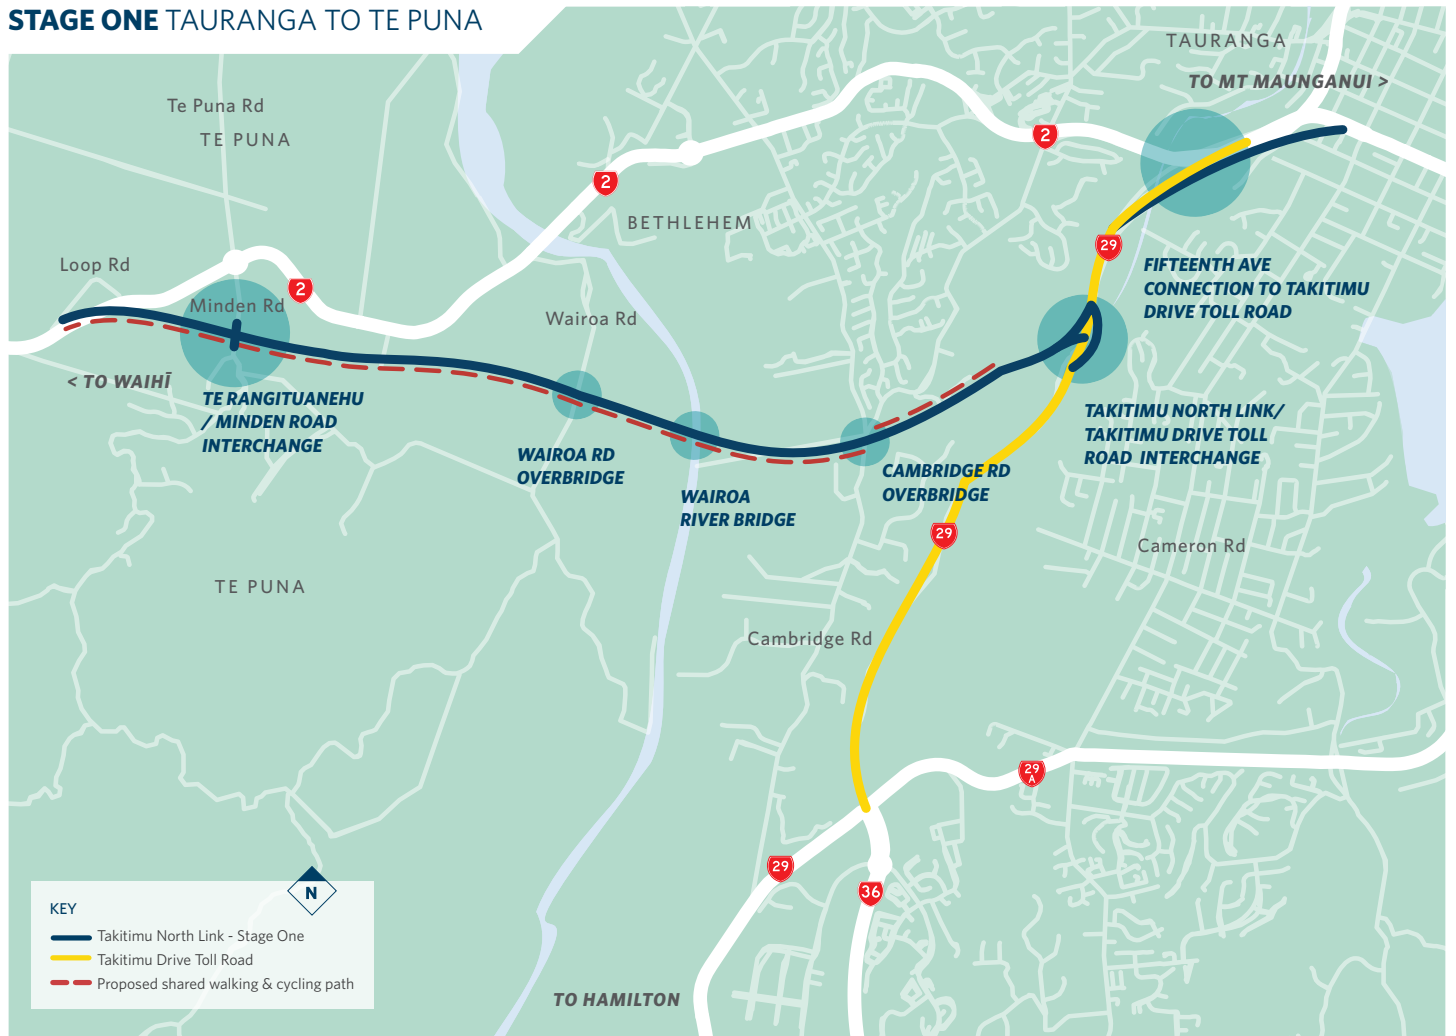 STAGE ONE TAURANGA TO TE PUNA
TAURANGA
TO MT MAUNGANUI >
Te Puna Rd
TE PUNA
2
2
BETHLEHEM
29
Loop Rd
2
Minden Rd
Wairoa Rd
FIFTEENTH AVE
CONNECTION TO TAKITIMU
DRIVE TOLL ROAD
< TO WAIHĪ
TE RANGITUANEHU
/ MINDEN ROAD
INTERCHANGE
TAKITIMU NORTH LINK/
TAKITIMU DRIVE TOLL
ROAD INTERCHANGE
WAIROA RD
OVERBRIDGE
WAIROA
RIVER BRIDGE
CAMBRIDGE RD
OVERBRIDGE
29
Cameron Rd
TE PUNA
Cambridge Rd
29
A
29
36
N
KEY
Takitimu North Link - Stage One
Takitimu Drive Toll Road
Proposed shared walking & cycling path
TO HAMILTON